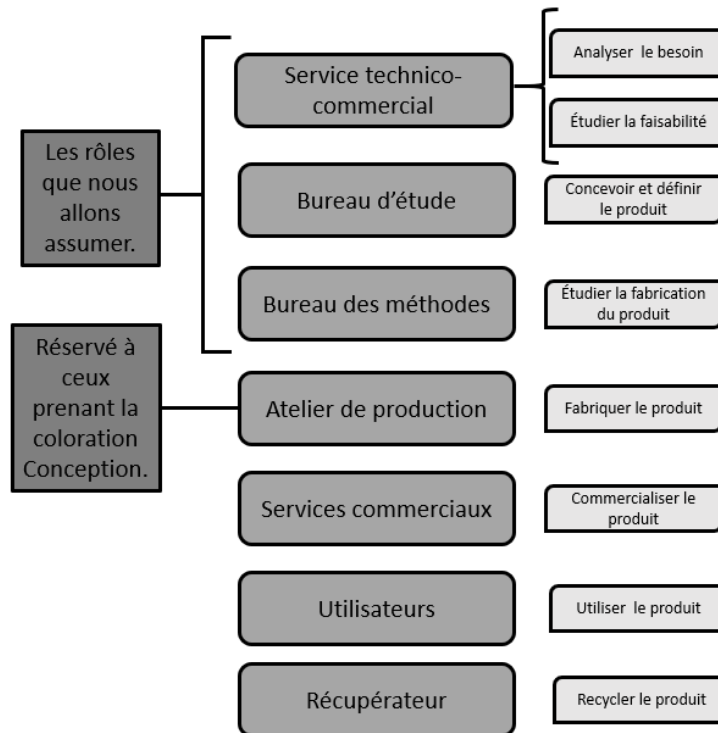 Analyser  le besoin
Service technico-
commercial
Étudier la faisabilité
Les rôles
que nous
allons
assumer.
Bureau d’étude
Concevoir et définir
le produit
Bureau des méthodes
Étudier la fabrication
du produit
Réservé à
ceux
prenant la
coloration
Conception.
Atelier de production
Fabriquer le produit
Services commerciaux
Commercialiser le
produit
Utilisateurs
Utiliser  le produit
Récupérateur
Recycler le produit